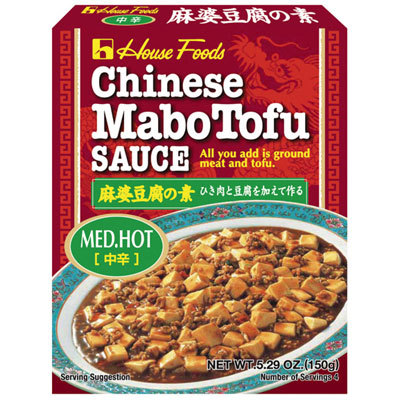 中辛
麻婆豆腐の素
House Foods
Chinese
MaboTofu
SAUCE
All you add is ground
meat and tofu.
麻婆豆腐の素 ひき肉と豆腐を加えて作る
MED.HOT
[中辛]
NET WT.5.29 OZ.(150g)
Serving Suggestion
Number of Servings 4